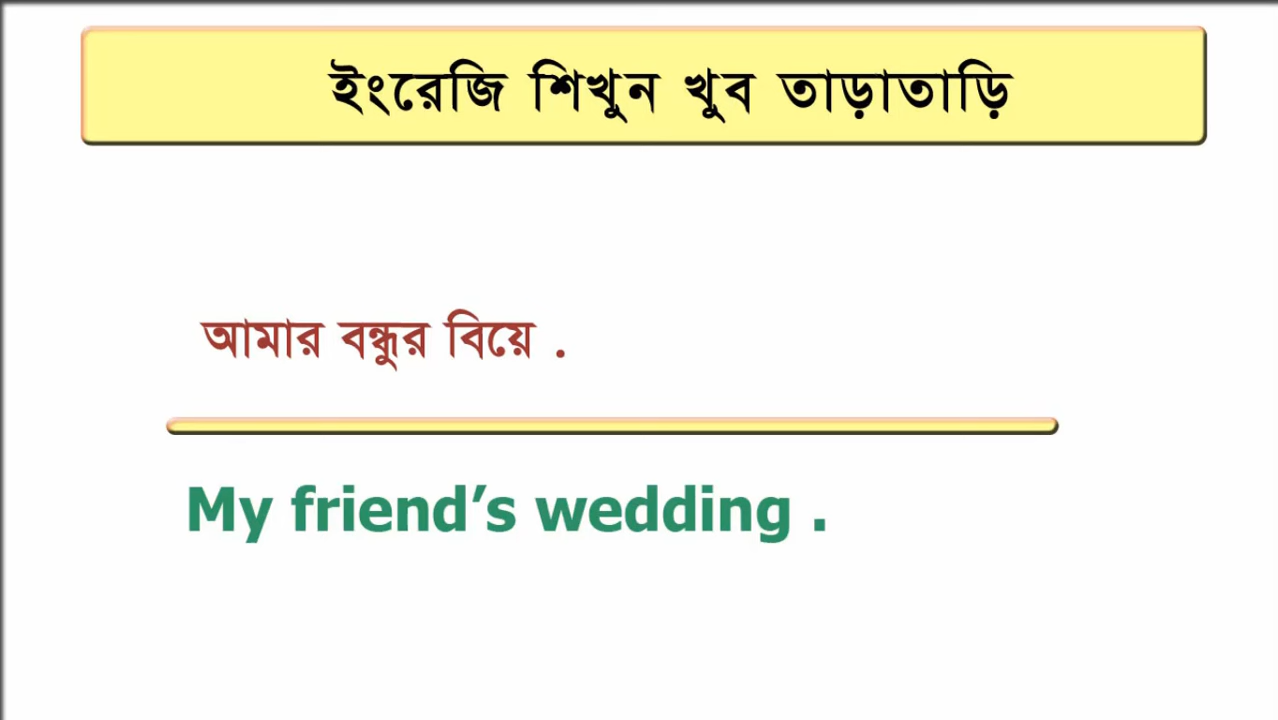 ইংরেজি শিখুন খুব তাড়াতাড়ি
আমার বন্ধুর বিয়ে .
My friend’s wedding .